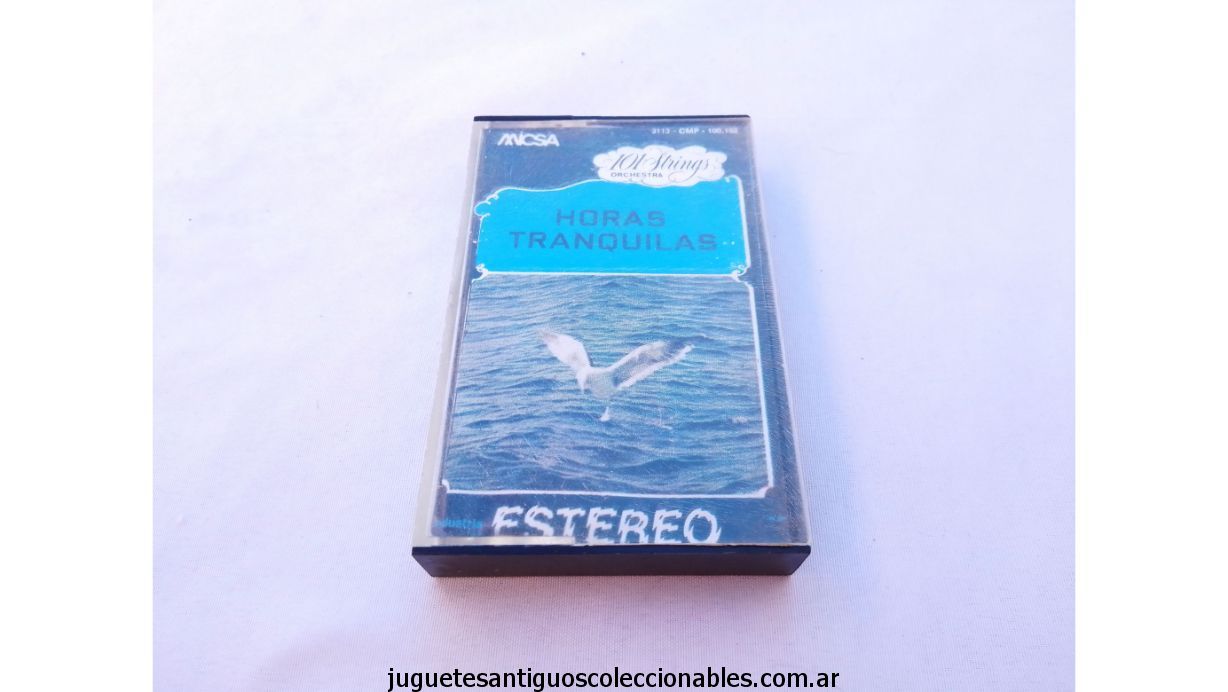 MICSA
101 Strings
ORCHESTRA
HORAS
TRANQUILAS
ESTEREO
juguetesantiguoscoleccionables.com.ar